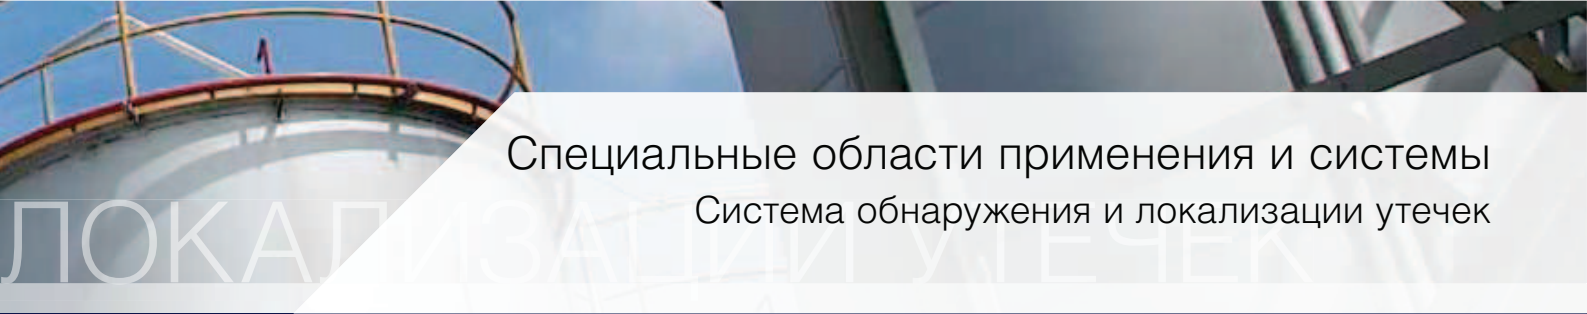 Специальные области применения и системы
Система обнаружения и локализации утечек
ЛОКАЛИЗАЦИИ УТЕЧЕК